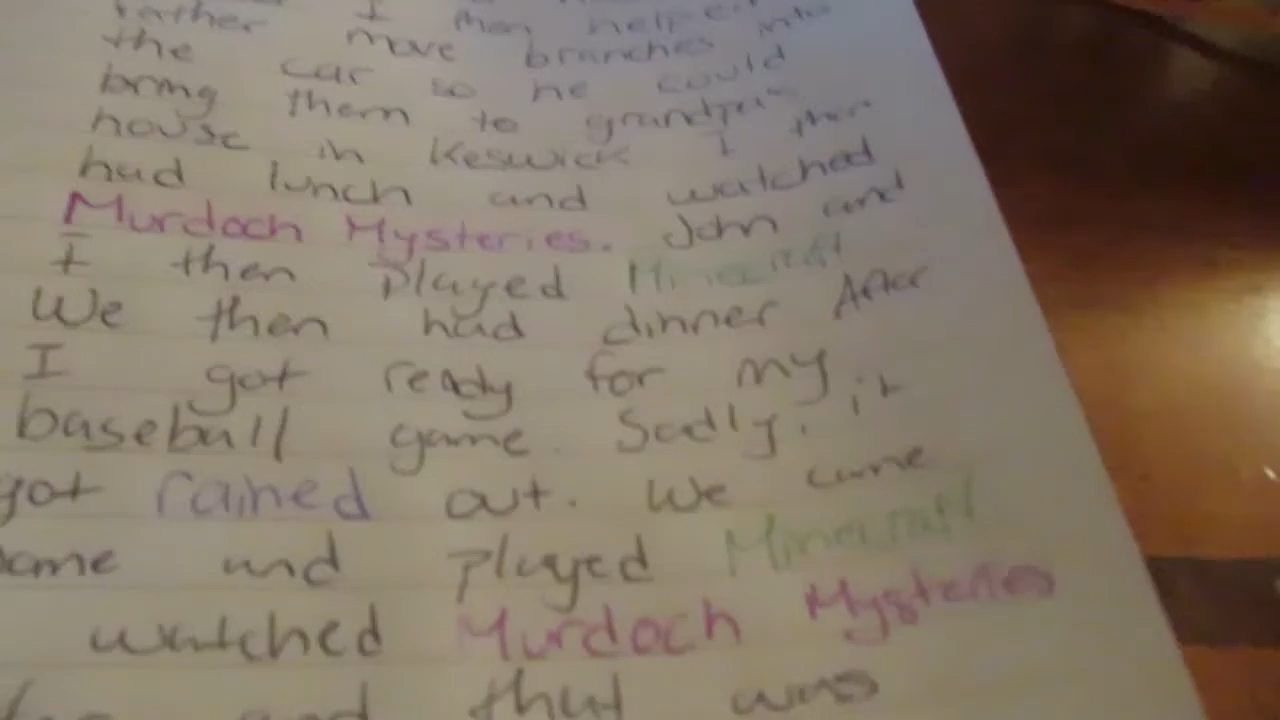 father I then helped
move branches into
the car so he could
bring them to grandpa's
house in Keswick I then
had lunch and watched
Murdoch Mysteries. John and
I then played Minecraft
We then had dinner After
I got ready for my
baseball game. Sadly, it
got rained out. We came
home and played Minecraft
watched Murdoch Mysteries
and that was